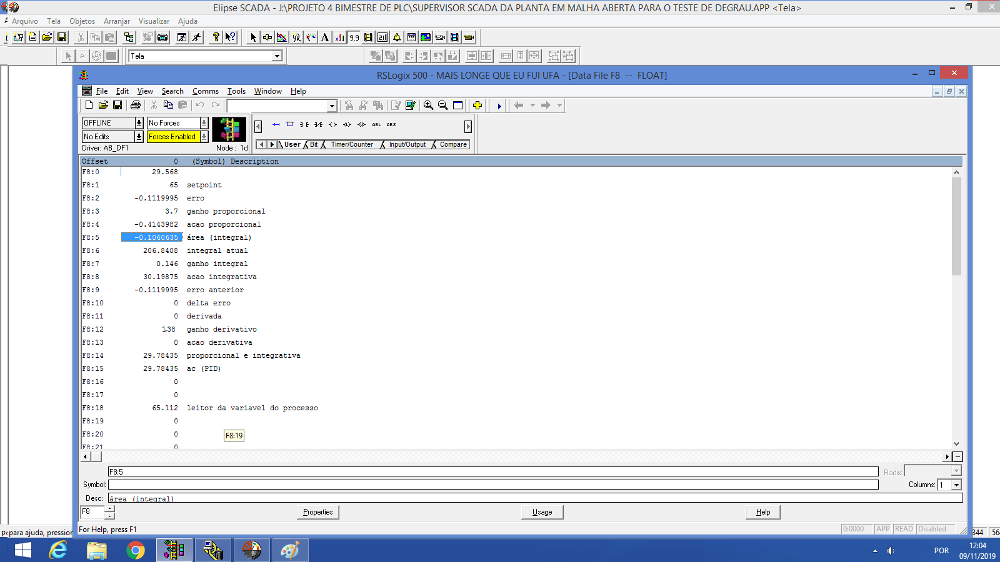 Elipse SCADA - J:\PROJETO 4 BIMESTRE DE PLC\SUPERVISOR SCADA DA PLANTA EM MALHA ABERTA PARA O TESTE DE DEGRAU.APP <Tela>
Arquivo Tela Objetos Arranjar Visualizar Ajuda
Tela
RSLogix 500 - MAIS LONGE QUE EU FUI UFA - [Data File F8 -- FLOAT]
File Edit View Search Comms Tools Window Help
OFFLINE No Forces
No Edits Forces Enabled
Driver: AB_DF1 Node : 1d
User Bit Timer/Counter Input/Output Compare
Offset 0 (Symbol) Description
F8:0 29.568
F8:1 65 setpoint
F8:2 -0.1119995 erro
F8:3 3.7 ganho proporcional
F8:4 -0.4143982 acao proporcional
F8:5 -0.1060635 área (integral)
F8:6 206.8408 integral atual
F8:7 0.146 ganho integral
F8:8 30.19875 acao integrativa
F8:9 -0.1119995 erro anterior
F8:10 0 delta erro
F8:11 0 derivada
F8:12 1.38 ganho derivativo
F8:13 0 acao derivativa
F8:14 29.78435 proporcional e integrativa
F8:15 29.78435 ac (PID)
F8:16 0
F8:17 0
F8:18 65.112 leitor da variavel do processo
F8:19 0
F8:20 0
F8:19
F8:21 0
F8:5 Radix:
Symbol: Columns: 1
Desc: área (integral)
F8 Properties Usage Help
For Help, press F1 0:0000 APP READ Disabled
para ajuda, pression 344 56
POR
12:04
09/11/2019